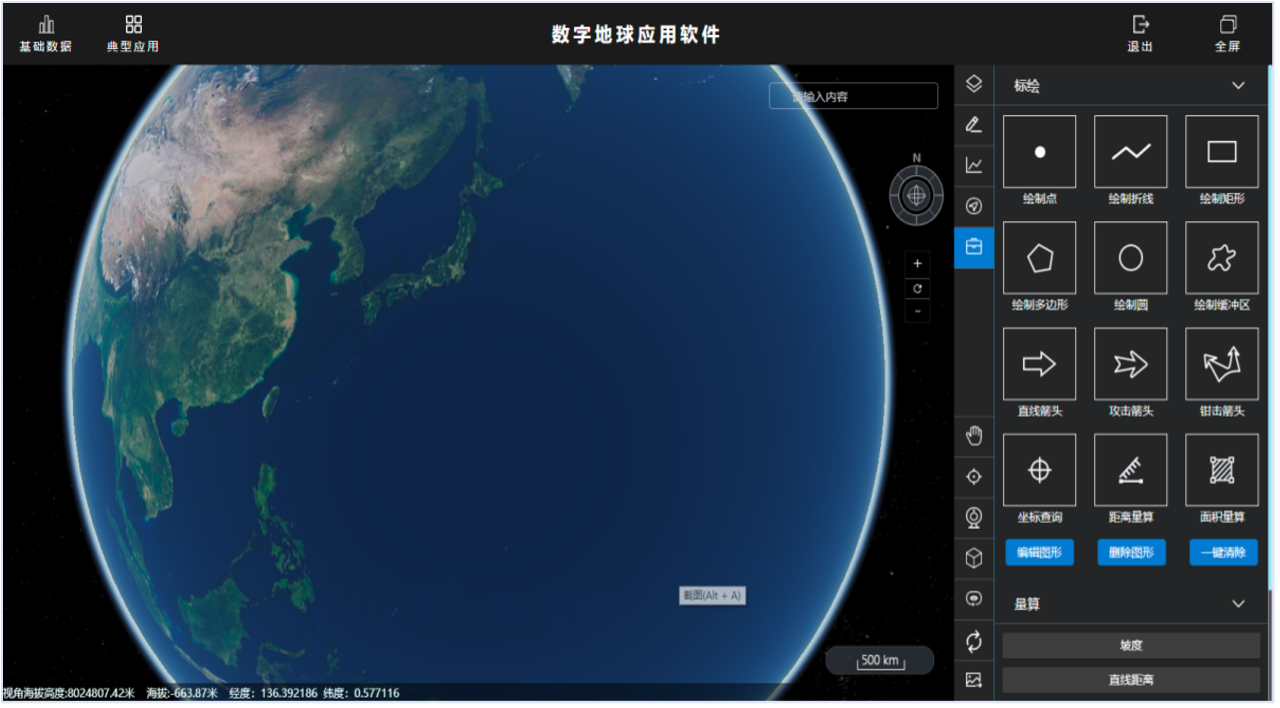 基础数据
典型应用
数字地球应用软件
退出
全屏
请输入内容
N
+
-
500 km
截图(Alt + A)
视角海拔高度:8024807.42米 海拔:-663.87米 经度：136.392186 纬度：0.577116
标绘
绘制点
绘制折线
绘制矩形
绘制多边形
绘制圆
绘制缓冲区
直线箭头
攻击箭头
钳击箭头
坐标查询
距离量算
面积量算
编辑图形
删除图形
一键清除
量算
坡度
直线距离